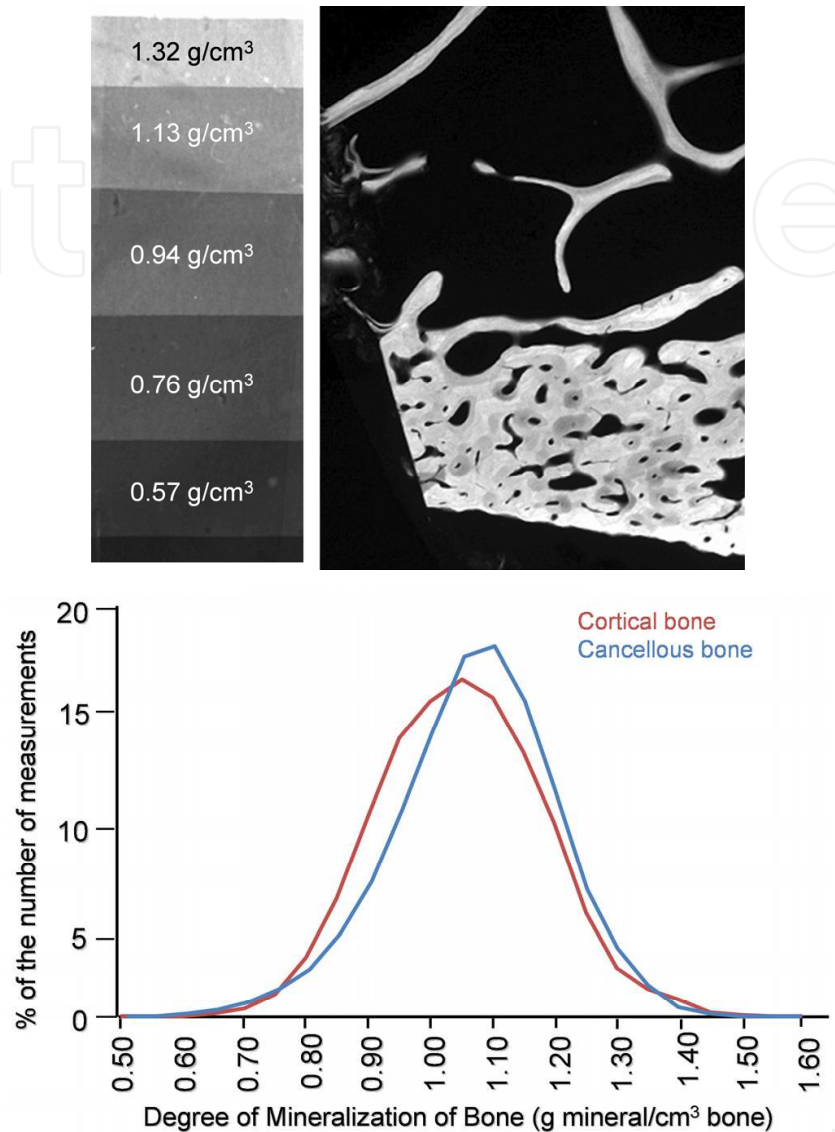 1.32 g/cm³
1.13 g/cm³
0.94 g/cm³
0.76 g/cm³
0.57 g/cm³
20
15
10
5
0
% of the number of measurements
Cortical bone
Cancellous bone
0.50 0.60 0.70 0.80 0.90 1.00 1.10 1.20 1.30 1.40 1.50 1.60
Degree of Mineralization of Bone (g mineral/cm³ bone)